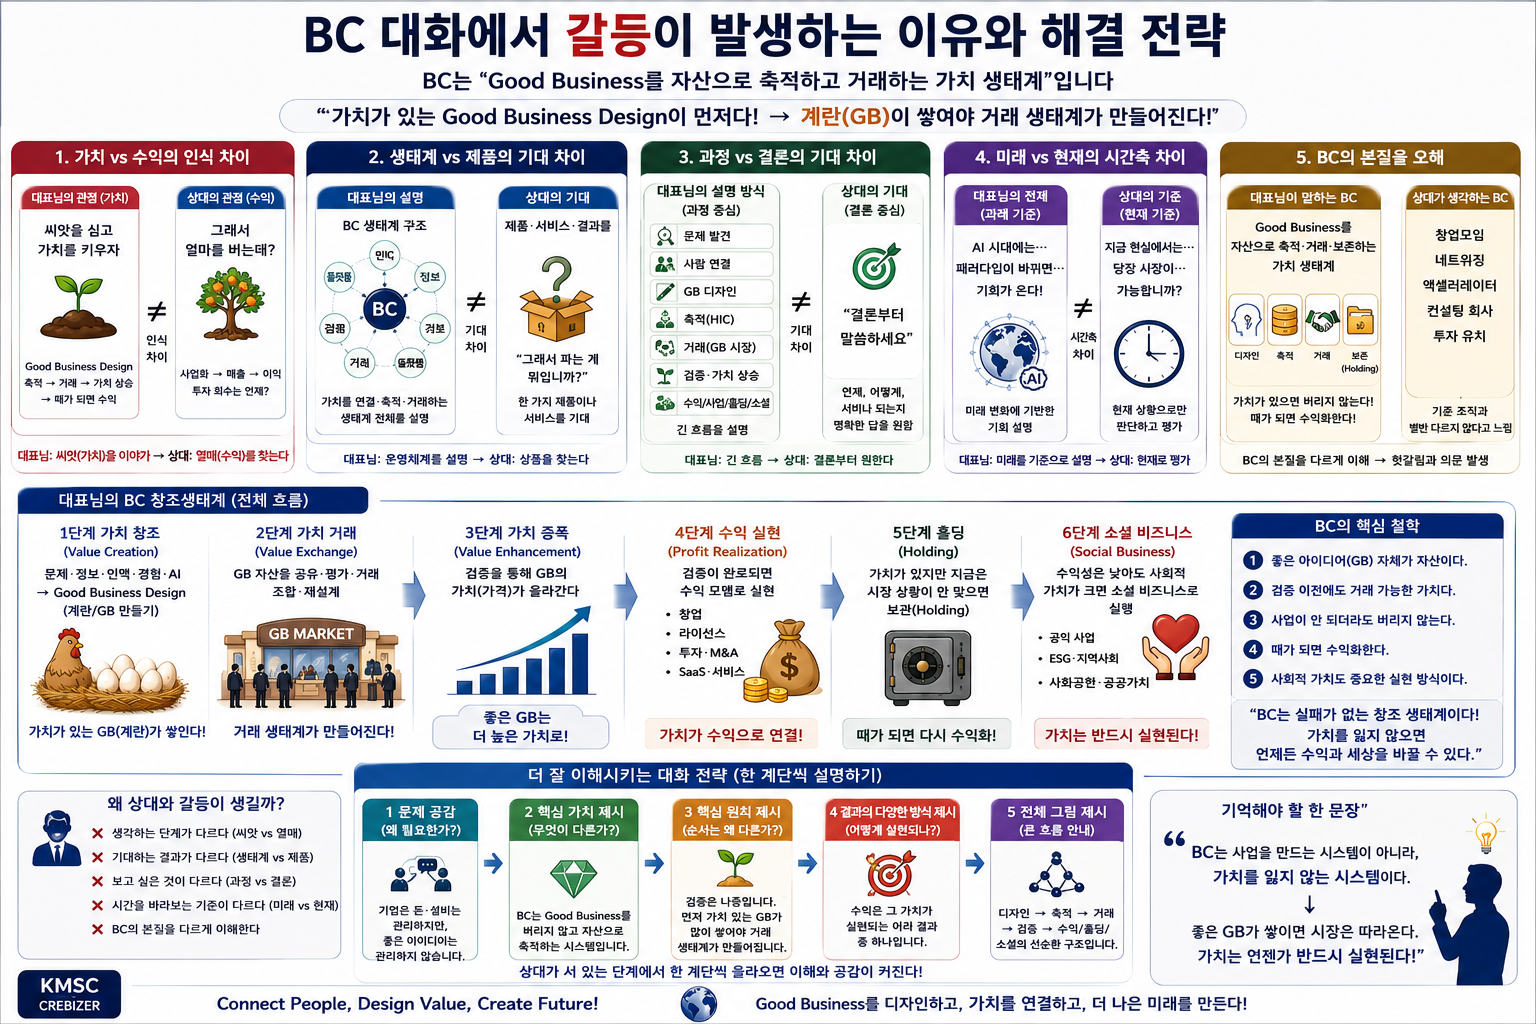 BC 대화에서 갈등이 발생하는 이유와 해결 전략
BC는 “Good Business를 자산으로 축적하고 거래하는 가치 생태계”입니다
“‘가치가 있는 Good Business Design이 먼저다! → 계란(GB)이 쌓여야 거래 생태계가 만들어진다!”
1. 가치 vs 수익의 인식 차이
대표님의 관점 (가치)
씨앗을 심고
가치를 키우자
Good Business Design
축적 → 거래 → 가치 상승
→ 때가 되면 수익
≠
인식
차이
상대의 관점 (수익)
그래서
얼마를 버는데?
사업화 → 매출 → 이익
투자 회수는 언제?
대표님: 씨앗(가치)을 이야가 → 상대: 열매(수익)를 찾는다
2. 생태계 vs 제품의 기대 차이
대표님의 설명
BC 생태계 구조
BC
거래
가치를 연결·축적·거래하는
생태계 전체를 설명
≠
기대
차이
상대의 기대
제품·서비스·결과를
“그래서 파는 게
뭐입니까?”
한 가지 제품이나
서비스를 기대
대표님: 운영체계를 설명 → 상대: 상품을 찾는다
3. 과정 vs 결론의 기대 차이
대표님의 설명 방식
(과정 중심)
문제 발견
사람 연결
GB 디자인
축적(HIC)
거래(GB 시장)
검증·가치 상승
수익/사업/홀딩/소셜
긴 흐름을 설명
≠
기대
차이
상대의 기대
(결론 중심)
“결론부터
말씀하세요”
언제, 어떻게,
서비나 되는지
명확한 답을 원함
대표님: 긴 흐름 → 상대: 결론부터 원한다
4. 미래 vs 현재의 시간축 차이
대표님의 전제
(과레 기준)
AI 시대에는…
패러다임이 바뀌면…
기회가 온다!
AI
미래 변화에 기반한
기회 설명
≠
시간축
차이
상대의 기준
(현재 기준)
지금 현실에서는…
당장 시장이…
가능합니까?
현재 상황으로만
판단하고 평가
대표님: 미래를 기준으로 설명 → 상대: 현재로 평가
5. BC의 본질을 오해
대표님이 말하는 BC
Good Business를
자산으로 축적·거래·보존하는
가치 생태계
디자인
축적
거래
보존
(Holding)
가치가 있으면 버리지 않는다!
때가 되면 수익화한다!
상대가 생각하는 BC
창업모임
네트위징
액셀러레이터
컨설팅 회사
투자 유치
기존 조직과
별반 다르지 않다고 느낌
BC의 본질을 다르게 이해 → 헛갈림과 의문 발생
대표님의 BC 창조생태계 (전체 흐름)
1단계 가치 창조
(Value Creation)
문제·정보·인맥·경험·AI
→ Good Business Design
(계란/GB 만들기)
가치가 있는 GB(계란)가 쌓인다!
2단계 가치 거래
(Value Exchange)
GB 자산을 공유·평가·거래
조합·재설계
GB MARKET
거래 생태계가 만들어진다!
3단계 가치 증폭
(Value Enhancement)
검증을 통해 GB의
가치(가격)가 올라간다
좋은 GB는
더 높은 가치로!
4단계 수익 실현
(Profit Realization)
검증이 완료되면
수익 모델로 실현
• 창업
• 라이선스
• 투자·M&A
• SaaS·서비스
$
가치가 수익으로 연결!
5단계 홀딩
(Holding)
가치가 있지만 지금은
시장 상황이 안 맞으면
보관(Holding)
때가 되면 다시 수익화!
6단계 소셜 비즈니스
(Social Business)
수익성은 낮아도 사회적
가치가 크면 소셜 비즈니스로
실행
• 공익 사업
• ESG·지역사회
• 사화공한·공공가치
가치는 반드시 실현된다!
BC의 핵심 철학
1 좋은 아이디어(GB) 자체가 자산이다.
2 검증 이전에도 거래 가능한 가치다.
3 사업이 안 되더라도 버리지 않는다.
4 때가 되면 수익화한다.
5 사회적 가치도 중요한 실현 방식이다.
“BC는 실패가 없는 창조 생태계이다!
가치를 잃지 않으면
언제든 수익과 세상을 바꿀 수 있다.”
왜 상대와 갈등이 생길까?
생각하는 단계가 다르다 (씨앗 vs 열매)
기대하는 결과가 다르다 (생태계 vs 제품)
보고 싶은 것이 다르다 (과정 vs 결론)
시간을 바라보는 기준이 다르다 (미래 vs 현재)
BC의 본질을 다르게 이해한다
더 잘 이해시키는 대화 전략 (한 계단씩 설명하기)
1 문제 공감
(왜 필요한가?)
기업은 돈·설비는
관리하지만,
좋은 아이디어는
관리하지 않습니다.
2 핵심 가치 제시
(무엇이 다른가?)
BC는 Good Business를
버리지 않고 자산으로
축적하는 시스템입니다.
3 핵심 원칙 제시
(순서는 왜 다른가?)
검증은 나중입니다.
먼저 가치 있는 GB가
많이 쌓여야 거래
생태계가 만들어집니다.
4 결과의 다양한 방식 제시
(어떻게 실현되나?)
수익은 그 가치가
실현되는 여러 결과
중 하나입니다.
5 전체 그림 제시
(큰 흐름 안내)
디자인 → 축적 → 거래
→ 검증 → 수익/홀딩/
소셜의 선순환 구조입니다.
상대가 서 있는 단계에서 한 계단씩 올라오면 이해와 공감이 커진다!
기억해야 할 한 문장”
“ BC는 사업을 만드는 시스템이 아니라,
가치를 잃지 않는 시스템이다.
↓
좋은 GB가 쌓이면 시장은 따라온다.
가치는 언젠가 반드시 실현된다!”
KMSC
CREBIZER
Connect People, Design Value, Create Future!
Good Business를 디자인하고, 가치를 연결하고, 더 나은 미래를 만든다!